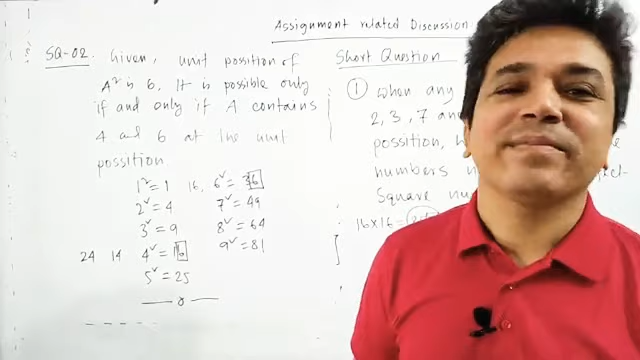 Assignment related Discussion
SQ-02. Given, unit position of
A² is 6, It is possible only
if and only if A contains
4 and 6 at the unit
possition
1² = 1 16, 6² = 36
2² = 4 7² = 49
3² = 9 8² = 64
24 14 4² = 16 9² = 81
5² = 25
Short Question
① when any
2, 3, 7 and
possition,
numbers
Square
16×16 =